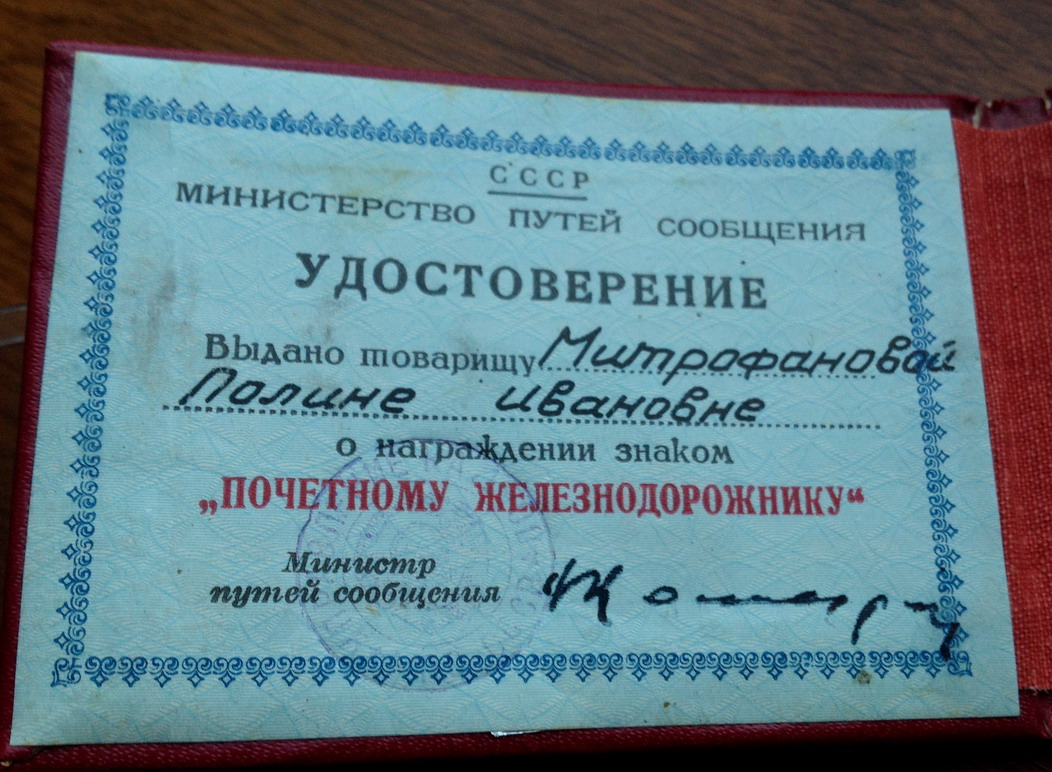 СССР
МИНИСТЕРСТВО ПУТЕЙ СООБЩЕНИЯ
УДОСТОВЕРЕНИЕ
Выдано товарищу Митрофановой
Полине Ивановне
о награждении знаком
„ПОЧЕТНОМУ ЖЕЛЕЗНОДОРОЖНИКУ“
Министр
путей сообщения